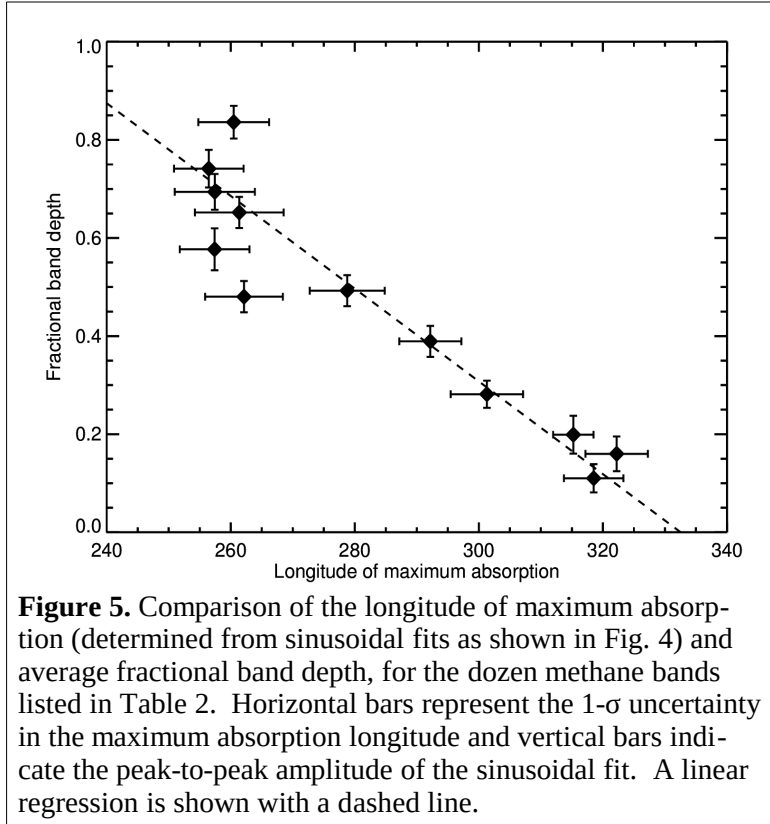 1.0
0.8
0.6
0.4
0.2
0.0
Fractional band depth
240 260 280 300 320 340
Longitude of maximum absorption
Figure 5. Comparison of the longitude of maximum absorp-
tion (determined from sinusoidal fits as shown in Fig. 4) and
average fractional band depth, for the dozen methane bands
listed in Table 2. Horizontal bars represent the 1-σ uncertainty
in the maximum absorption longitude and vertical bars indi-
cate the peak-to-peak amplitude of the sinusoidal fit. A linear
regression is shown with a dashed line.